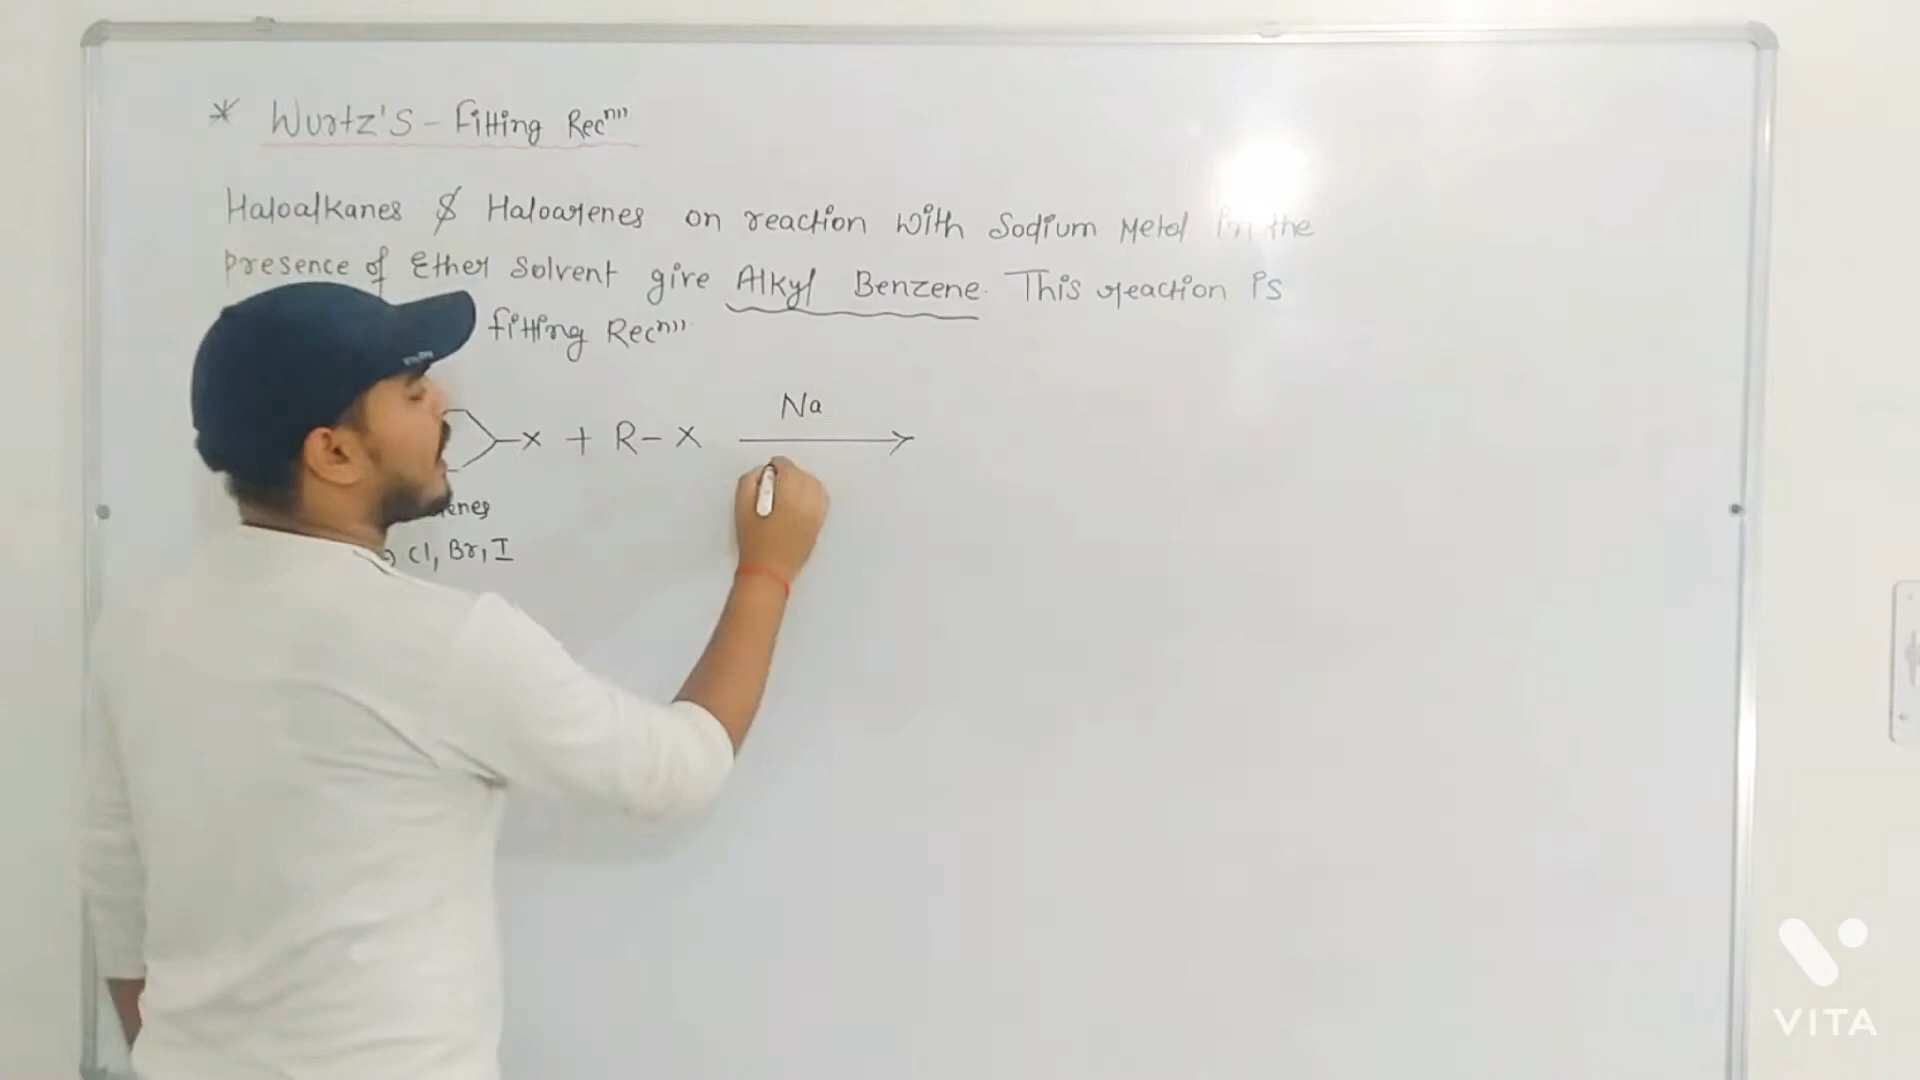 * Wurtz's - Fitting Recⁿ"
Haloalkanes & Haloarenes on reaction with Sodium Metal in the
presence of Ether Solvent give Alkyl Benzene. This reaction is
fitting Recⁿ"
Na
-X + R-X
Cl, Br, I
VITA